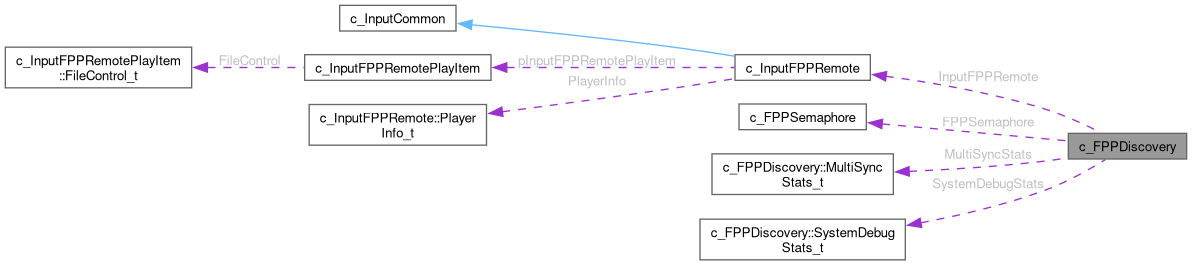 c_InputCommon
c_InputFPPRemotePlayItem
::FileControl_t
FileControl
c_InputFPPRemotePlayItem
pInputFPPRemotePlayItem
c_InputFPPRemote
InputFPPRemote
PlayerInfo
c_InputFPPRemote::Player
Info_t
c_FPPSemaphore
FPPSemaphore
c_FPPDiscovery
c_FPPDiscovery::MultiSync
Stats_t
MultiSyncStats
SystemDebugStats
c_FPPDiscovery::SystemDebug
Stats_t